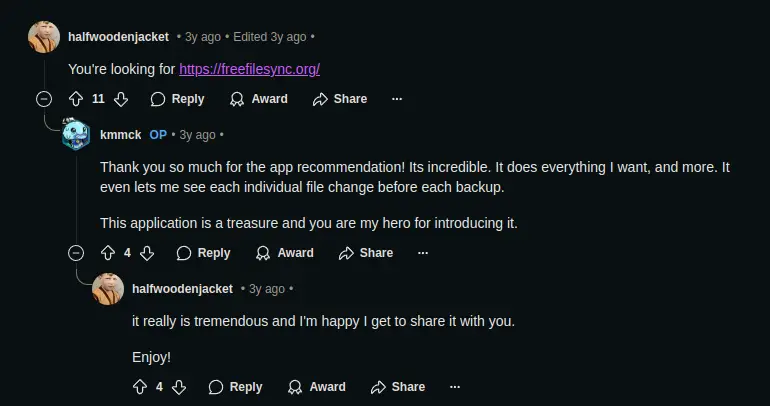 halfwoodenjacket • 3y ago • Edited 3y ago •
You're looking for https://freefilesync.org/
11 Reply Award Share ...
kmmck OP • 3y ago •
Thank you so much for the app recommendation! Its incredible. It does everything I want, and more. It
even lets me see each individual file change before each backup.
This application is a treasure and you are my hero for introducing it.
4 Reply Award Share ...
halfwoodenjacket • 3y ago •
it really is tremendous and I'm happy I get to share it with you.
Enjoy!
4 Reply Award Share ...